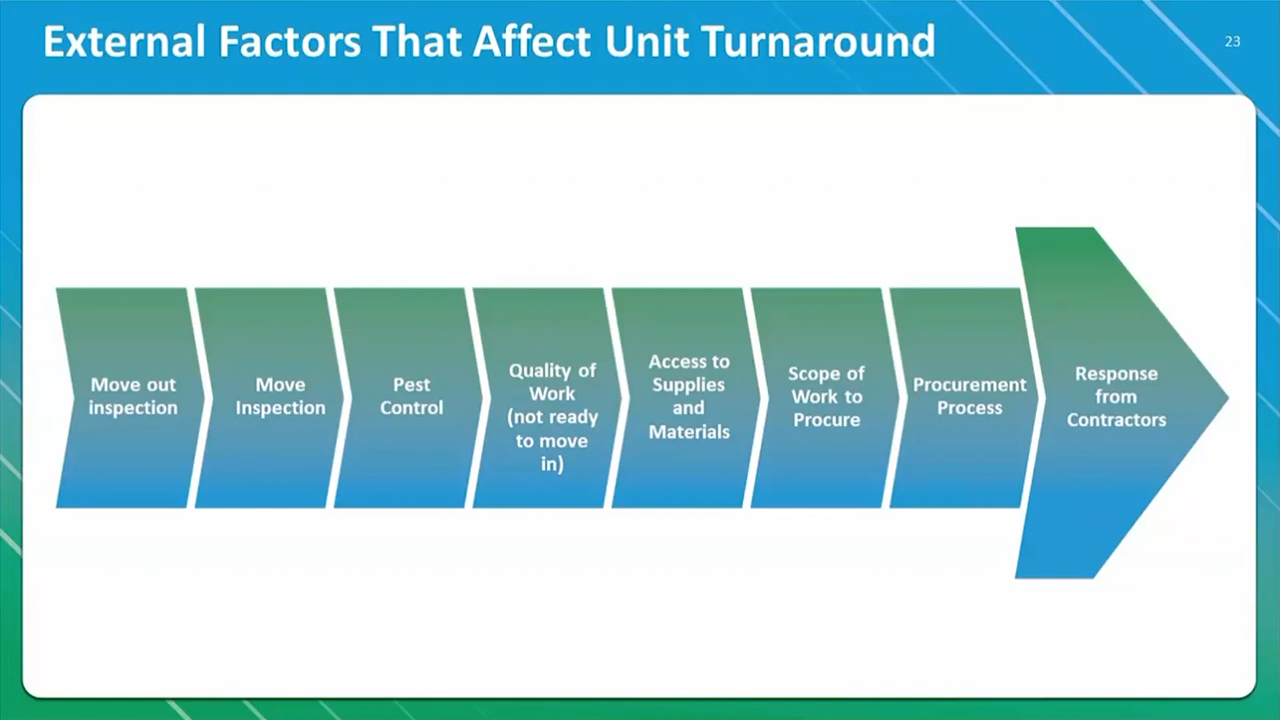 External Factors That Affect Unit Turnaround
23
Move out
inspection
Move
Inspection
Pest
Control
Quality of
Work
(not ready
to move
in)
Access to
Supplies
and
Materials
Scope of
Work to
Procure
Procurement
Process
Response
from
Contractors